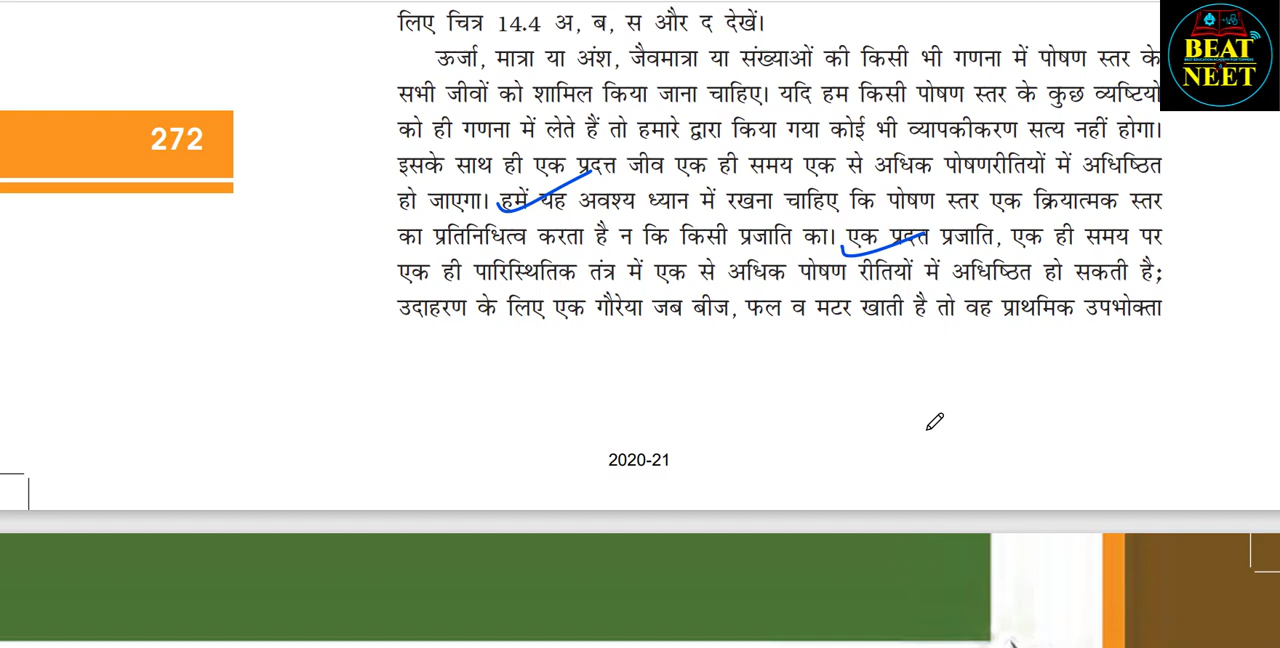 लिए चित्र 14.4 अ, ब, स और द देखें।
ऊर्जा, मात्रा या अंश, जैवमात्रा या संख्याओं की किसी भी गणना में पोषण स्तर के
सभी जीवों को शामिल किया जाना चाहिए। यदि हम किसी पोषण स्तर के कुछ व्यष्टियों
को ही गणना में लेते हैं तो हमारे द्वारा किया गया कोई भी व्यापकीकरण सत्य नहीं होगा।
इसके साथ ही एक प्रदत्त जीव एक ही समय एक से अधिक पोषणरीतियों में अधिष्ठित
हो जाएगा। हमें यह अवश्य ध्यान में रखना चाहिए कि पोषण स्तर एक क्रियात्मक स्तर
का प्रतिनिधित्व करता है न कि किसी प्रजाति का। एक प्रदत्त प्रजाति, एक ही समय पर
एक ही पारिस्थितिक तंत्र में एक से अधिक पोषण रीतियों में अधिष्ठित हो सकती है;
उदाहरण के लिए एक गौरेया जब बीज, फल व मटर खाती है तो वह प्राथमिक उपभोक्ता
272
2020-21
BEAT
NEET